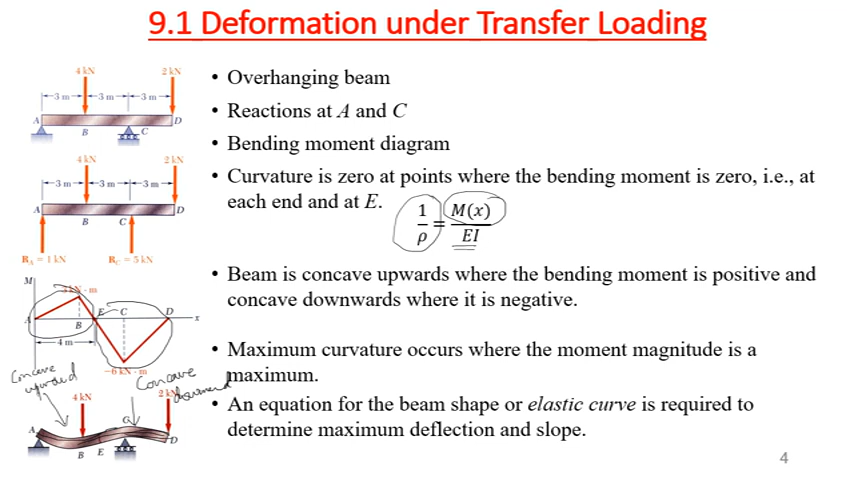 9.1 Deformation under Transfer Loading
4 kN
2 kN
3 m
3 m
3 m
A
B
C
D
4 kN
2 kN
3 m
3 m
3 m
A
B
C
D
R_A = 1 kN
R_C = 5 kN
M
3 kN · m
A
B
E
C
D
x
4 m
−6 kN · m
Concave
upward
Concave
4 kN
2 kN
A
B
E
C
D
• Overhanging beam
• Reactions at A and C
• Bending moment diagram
• Curvature is zero at points where the bending moment is zero, i.e., at
each end and at E.
1/ρ = M(x)/EI
• Beam is concave upwards where the bending moment is positive and
concave downwards where it is negative.
• Maximum curvature occurs where the moment magnitude is a
maximum.
• An equation for the beam shape or elastic curve is required to
determine maximum deflection and slope.
4